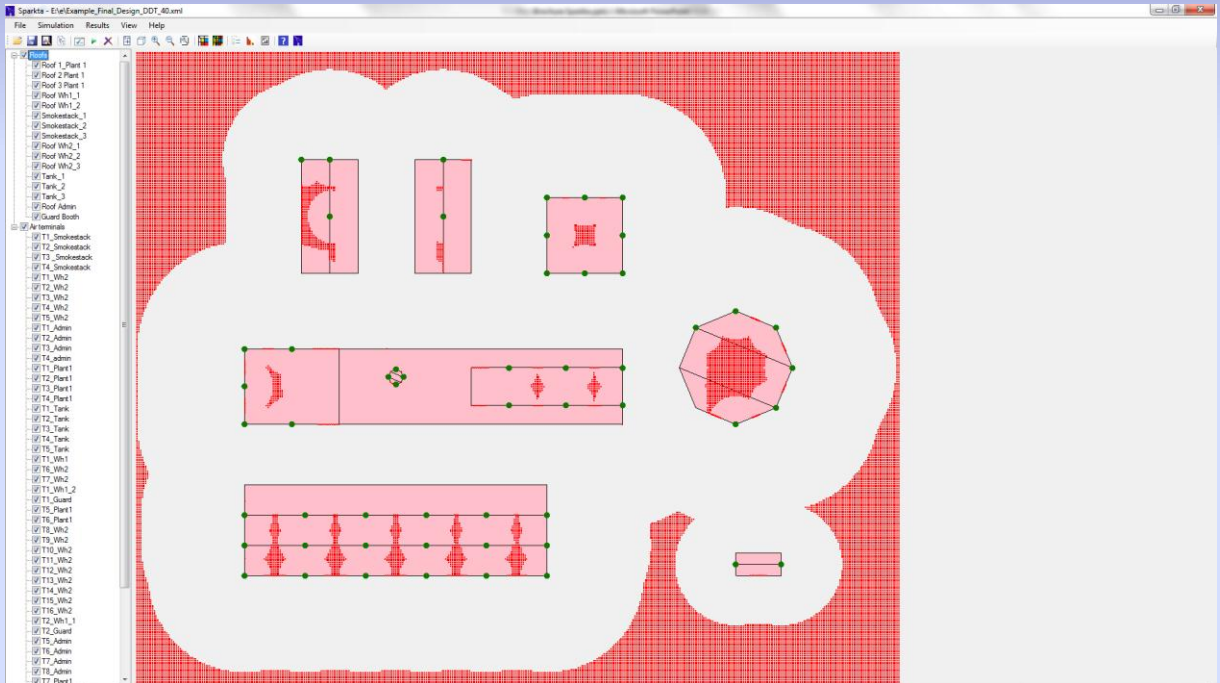 Sparkta - E:\e\Example_Final_Design_DDT_40.xml
File Simulation Results View Help
Roofs
Roof 1_Plant 1
Roof 2 Plant 1
Roof 3 Plant 1
Roof Wh1_1
Roof Wh1_2
Smokestack_1
Smokestack_2
Smokestack_3
Roof Wh2_1
Roof Wh2_2
Roof Wh2_3
Tank_1
Tank_2
Tank_3
Roof Admin
Guard Booth
Air terminals
T1_Smokestack
T2_Smokestack
T3 _Smokestack
T4_Smokestack
T1_Wh2
T2_Wh2
T3_Wh2
T4_Wh2
T5_Wh2
T1_Admin
T2_Admin
T3_Admin
T4_admin
T1_Plant1
T2_Plant1
T3_Plant1
T4_Plant1
T1_Tank
T2_Tank
T3_Tank
T4_Tank
T5_Tank
T1_Wh1
T6_Wh2
T7_Wh2
T1_Wh1_2
T1_Guard
T5_Plant1
T6_Plant1
T8_Wh2
T9_Wh2
T10_Wh2
T11_Wh2
T12_Wh2
T13_Wh2
T14_Wh2
T15_Wh2
T16_Wh2
T2_Wh1_1
T2_Guard
T5_Admin
T6_Admin
T7_Admin
T8_Admin
T7_Plant1